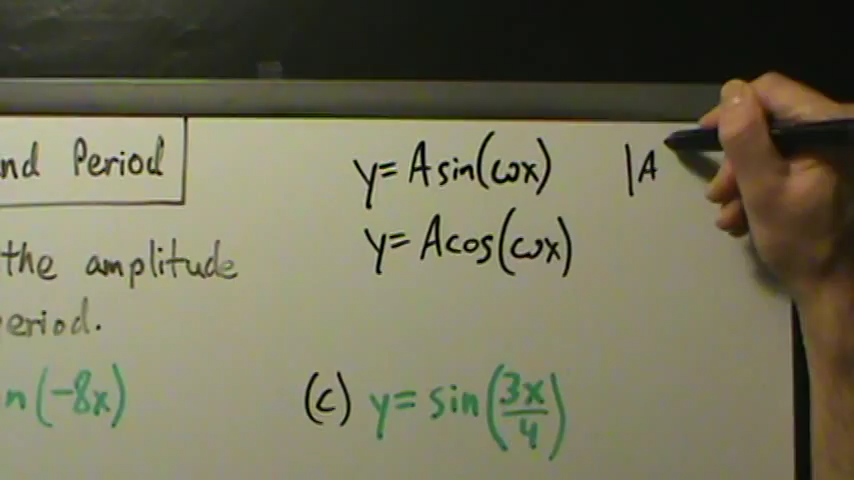 nd Period
y= A sin(ωx) |A
y= A cos(ωx)
the amplitude
eriod.
n(-8x)
(c) y= sin(3x/4)